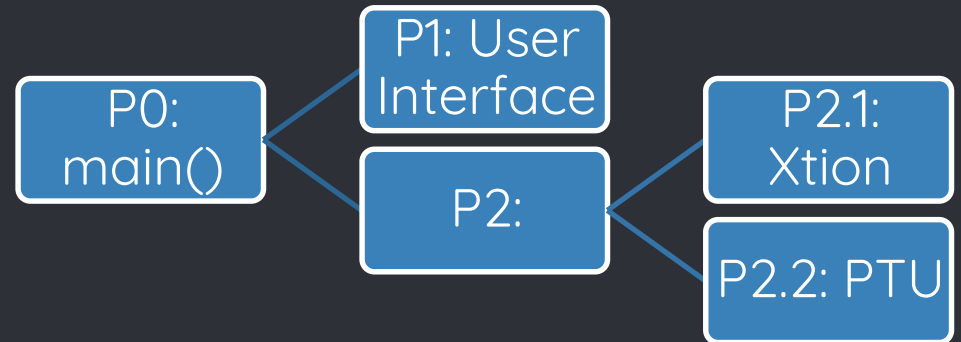 P0:
main()
P1: User
Interface
P2:
P2.1:
Xtion
P2.2: PTU